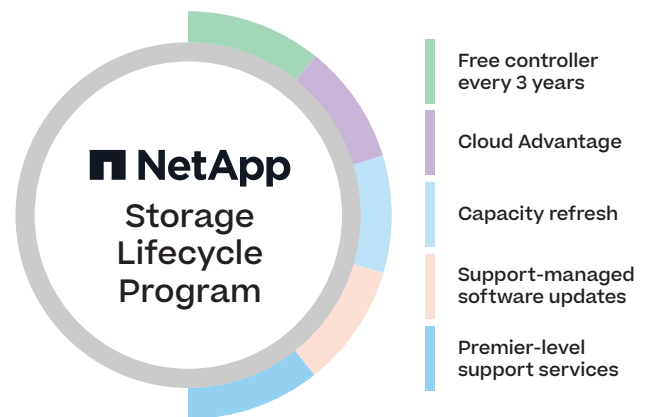 NetApp
Storage
Lifecycle
Program
Free controller
every 3 years
Cloud Advantage
Capacity refresh
Support-managed
software updates
Premier-level
support services